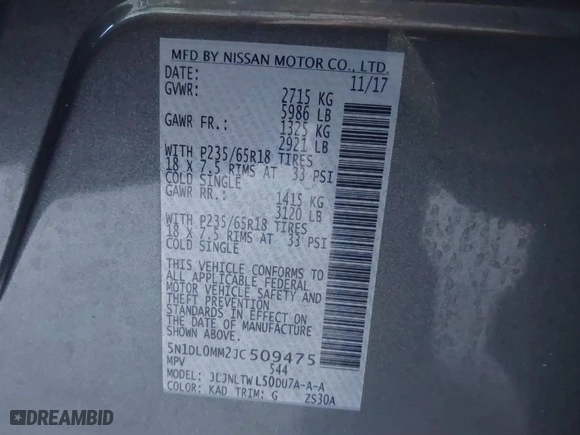 MFD BY NISSAN MOTOR CO., LTD.
DATE: 11/17
GVWR: 2715 KG
5986 LB
GAWR FR.: 1325 KG
2921 LB
WITH P235/65R18 TIRES
18 X 7.5 RIMS AT 33 PSI
COLD SINGLE
GAWR RR.: 1415 KG
3120 LB
WITH P235/65R18 TIRES
18 X 7.5 RIMS AT 33 PSI
COLD SINGLE
THIS VEHICLE CONFORMS TO
ALL APPLICABLE FEDERAL
MOTOR VEHICLE SAFETY AND
THEFT PREVENTION
STANDARDS IN EFFECT ON
THE DATE OF MANUFACTURE
SHOWN ABOVE.
5N1DL0MM2JC509475
MPV 544
MODEL: JLJNLTWL50DU7A-A-A
COLOR: KAD TRIM: G ZS30A
DREAMBID